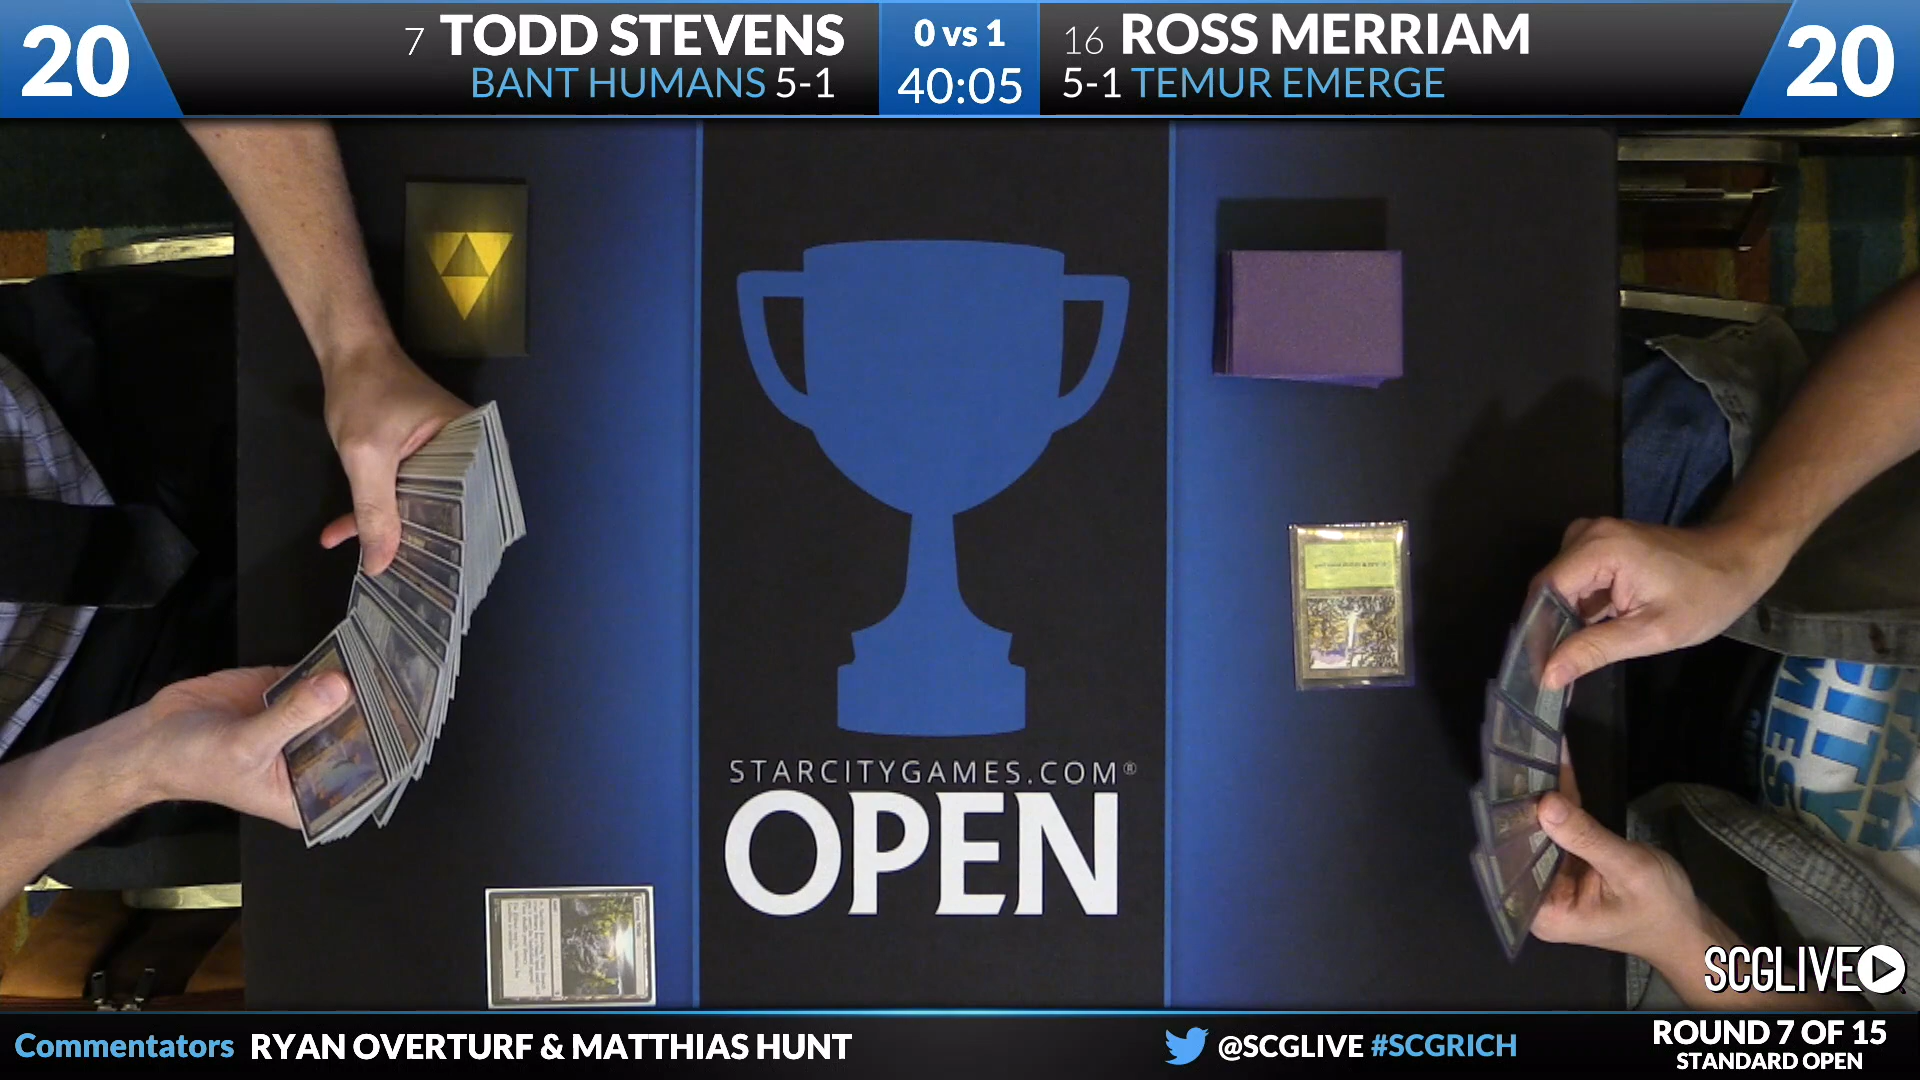 20
7 TODD STEVENS
BANT HUMANS 5-1
0 vs 1
40:05
16 ROSS MERRIAM
5-1 TEMUR EMERGE
20
STARCITYGAMES.COM®
OPEN
SCGLIVE
Commentators RYAN OVERTURF & MATTHIAS HUNT
@SCGLIVE #SCGRICH
ROUND 7 OF 15
STANDARD OPEN